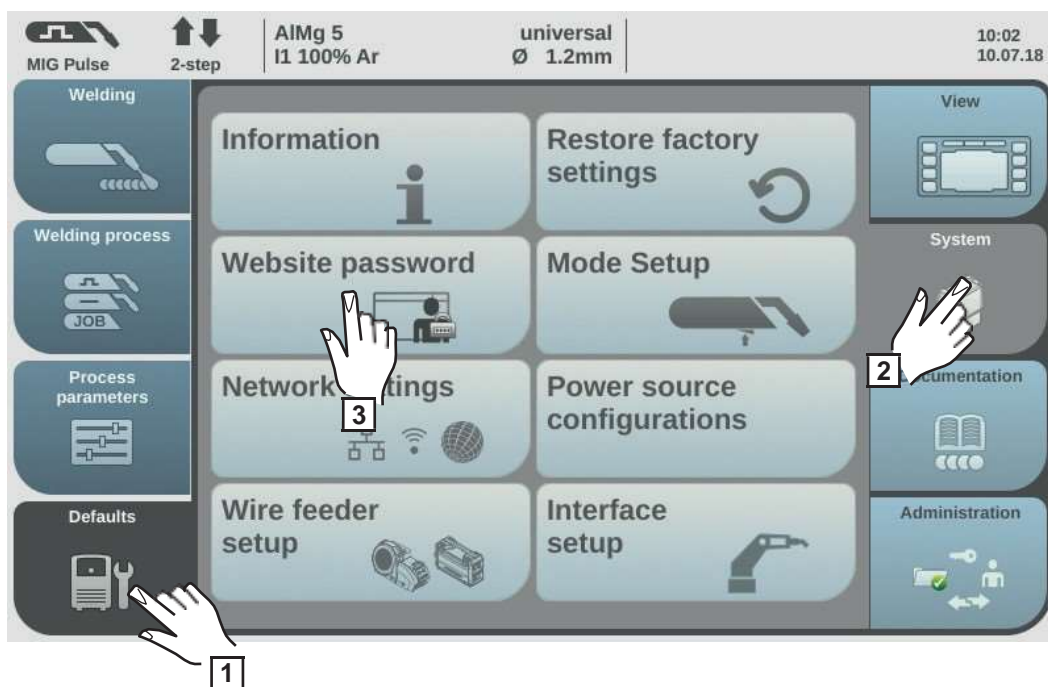 MIG Pulse
2-step
AlMg 5
I1 100% Ar
universal
Ø 1.2mm
10:02
10.07.18
Welding
Welding process
JOB
Process
parameters
Defaults
1
Information
Restore factory
settings
Website password
Mode Setup
Network
3
Power source
configurations
Wire feeder
setup
Interface
setup
View
System
2
Documentation
Administration